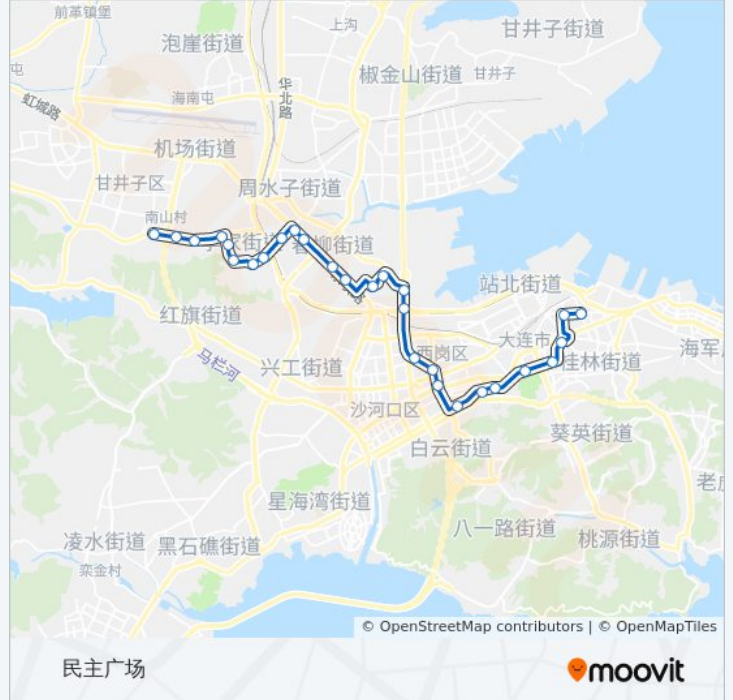 前革镇堡
泡崖街道
上沟
甘井子街道
屯
椒金山街道
甘井子
虹城路
海南屯
华北路
机场街道
甘井子区
周水子街道
南山村
家街
春柳街道
站北街道
红旗街道
大连市
西岗区
海军
马栏河
兴工街道
桂林街道
沙河口区
白云街道
葵英街道
老虎
星海湾街道
八一路街道
桃源街道
凌水街道
黑石礁街道
栾金村
© OpenStreetMap contributors | © OpenMapTiles
民主广场
moovit